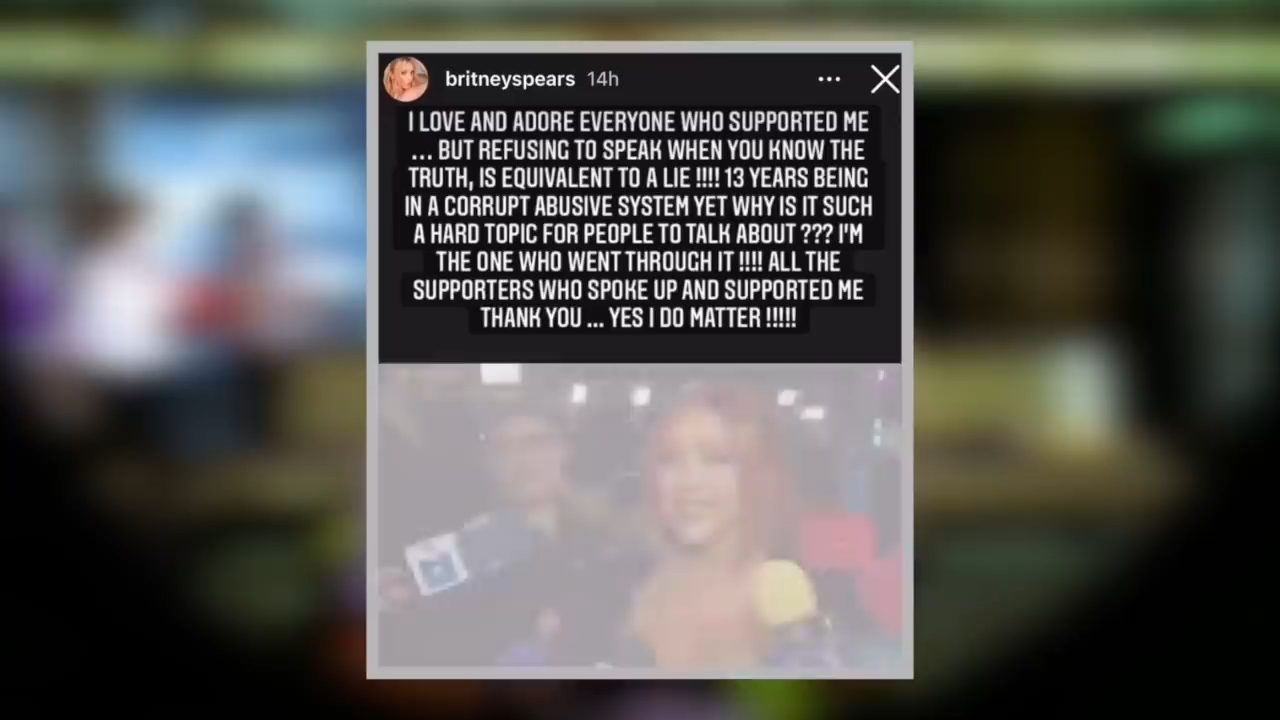 britneyspears 14h
I LOVE AND ADORE EVERYONE WHO SUPPORTED ME
... BUT REFUSING TO SPEAK WHEN YOU KNOW THE
TRUTH, IS EQUIVALENT TO A LIE !!!! 13 YEARS BEING
IN A CORRUPT ABUSIVE SYSTEM YET WHY IS IT SUCH
A HARD TOPIC FOR PEOPLE TO TALK ABOUT ??? I'M
THE ONE WHO WENT THROUGH IT !!!! ALL THE
SUPPORTERS WHO SPOKE UP AND SUPPORTED ME
THANK YOU ... YES I DO MATTER !!!!!